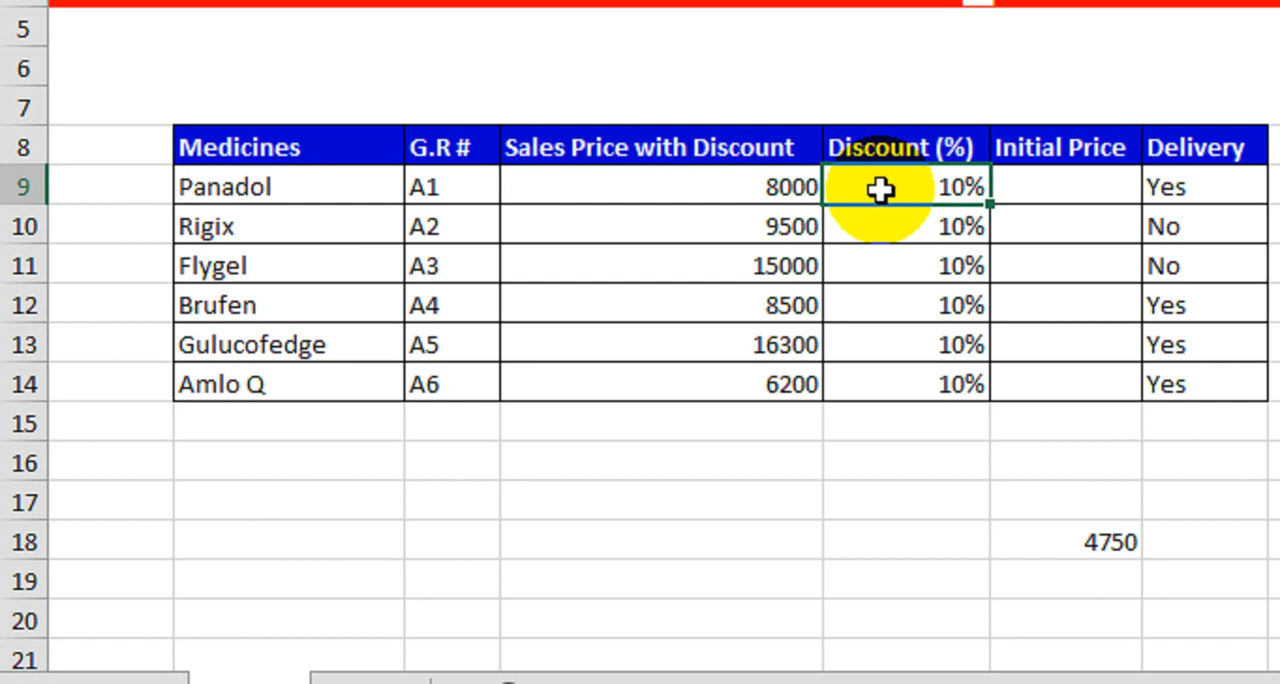 5
6
7
8 Medicines G.R # Sales Price with Discount Discount (%) Initial Price Delivery
9 Panadol A1 8000 10% Yes
10 Rigix A2 9500 10% No
11 Flygel A3 15000 10% No
12 Brufen A4 8500 10% Yes
13 Gulucofedge A5 16300 10% Yes
14 Amlo Q A6 6200 10% Yes
15
16
17
18 4750
19
20
21